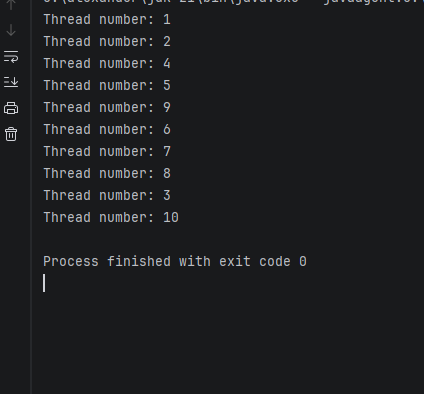 Thread number: 1
Thread number: 2
Thread number: 4
Thread number: 5
Thread number: 9
Thread number: 6
Thread number: 7
Thread number: 8
Thread number: 3
Thread number: 10
Process finished with exit code 0